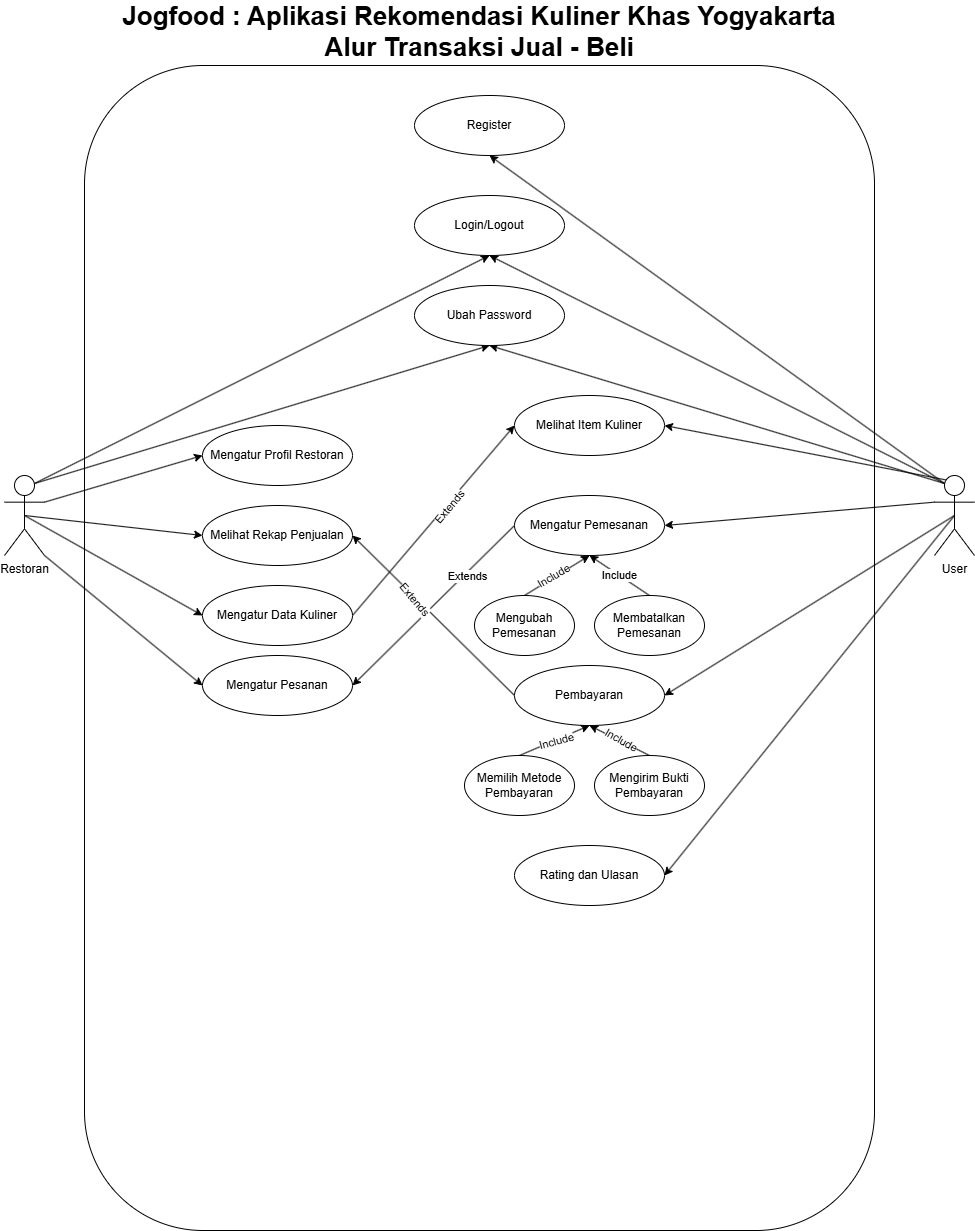 Jogfood : Aplikasi Rekomendasi Kuliner Khas Yogyakarta
Alur Transaksi Jual - Beli
Register
Login/Logout
Ubah Password
Melihat Item Kuliner
Mengatur Profil Restoran
Extends
Melihat Rekap Penjualan
Mengatur Pemesanan
Restoran
User
Extends
Include
Include
Extends
Mengatur Data Kuliner
Mengubah
Pemesanan
Membatalkan
Pemesanan
Mengatur Pesanan
Pembayaran
Include
Include
Memilih Metode
Pembayaran
Mengirim Bukti
Pembayaran
Rating dan Ulasan